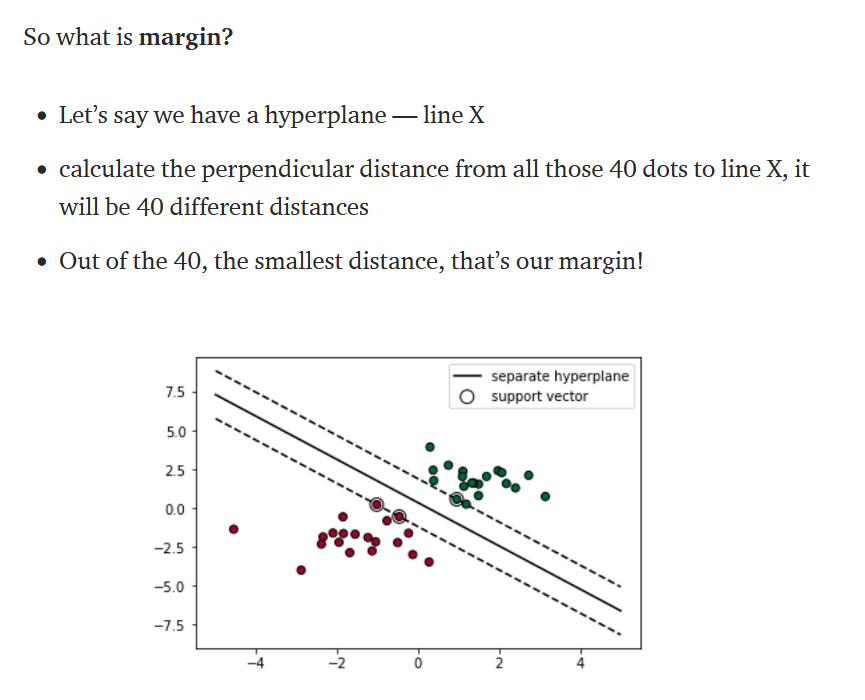 So what is margin?
• Let’s say we have a hyperplane — line X
• calculate the perpendicular distance from all those 40 dots to line X, it
will be 40 different distances
• Out of the 40, the smallest distance, that’s our margin!
separate hyperplane
support vector
7.5
5.0
2.5
0.0
−2.5
−5.0
−7.5
−4 −2 0 2 4